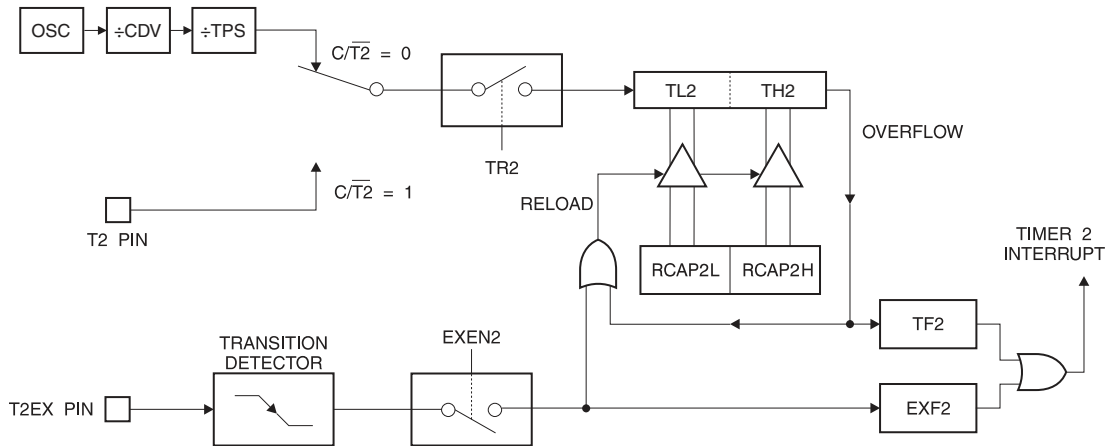 OSC
÷CDV
÷TPS
C/T2̅ = 0
TR2
TL2
TH2
OVERFLOW
C/T2̅ = 1
T2 PIN
RELOAD
RCAP2L
RCAP2H
TIMER 2
INTERRUPT
TF2
TRANSITION
DETECTOR
EXEN2
T2EX PIN
EXF2